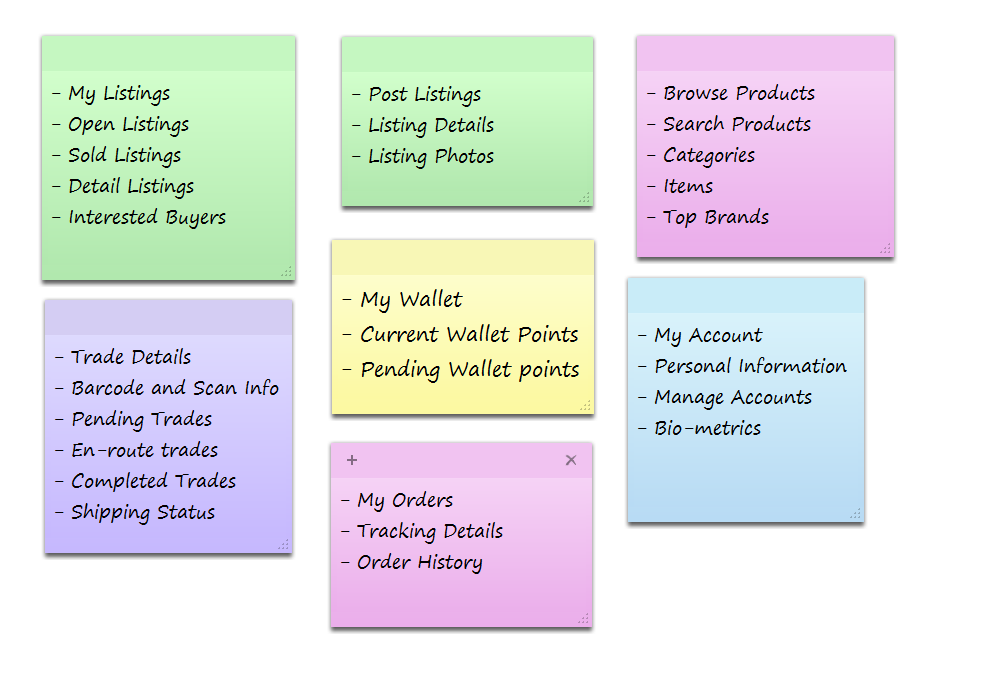 - My Listings
- Open Listings
- Sold Listings
- Detail Listings
- Interested Buyers
- Post Listings
- Listing Details
- Listing Photos
- Browse Products
- Search Products
- Categories
- Items
- Top Brands
- Trade Details
- Barcode and Scan Info
- Pending Trades
- En-route trades
- Completed Trades
- Shipping Status
- My Wallet
- Current Wallet Points
- Pending Wallet points
- My Account
- Personal Information
- Manage Accounts
- Bio-metrics
- My Orders
- Tracking Details
- Order History